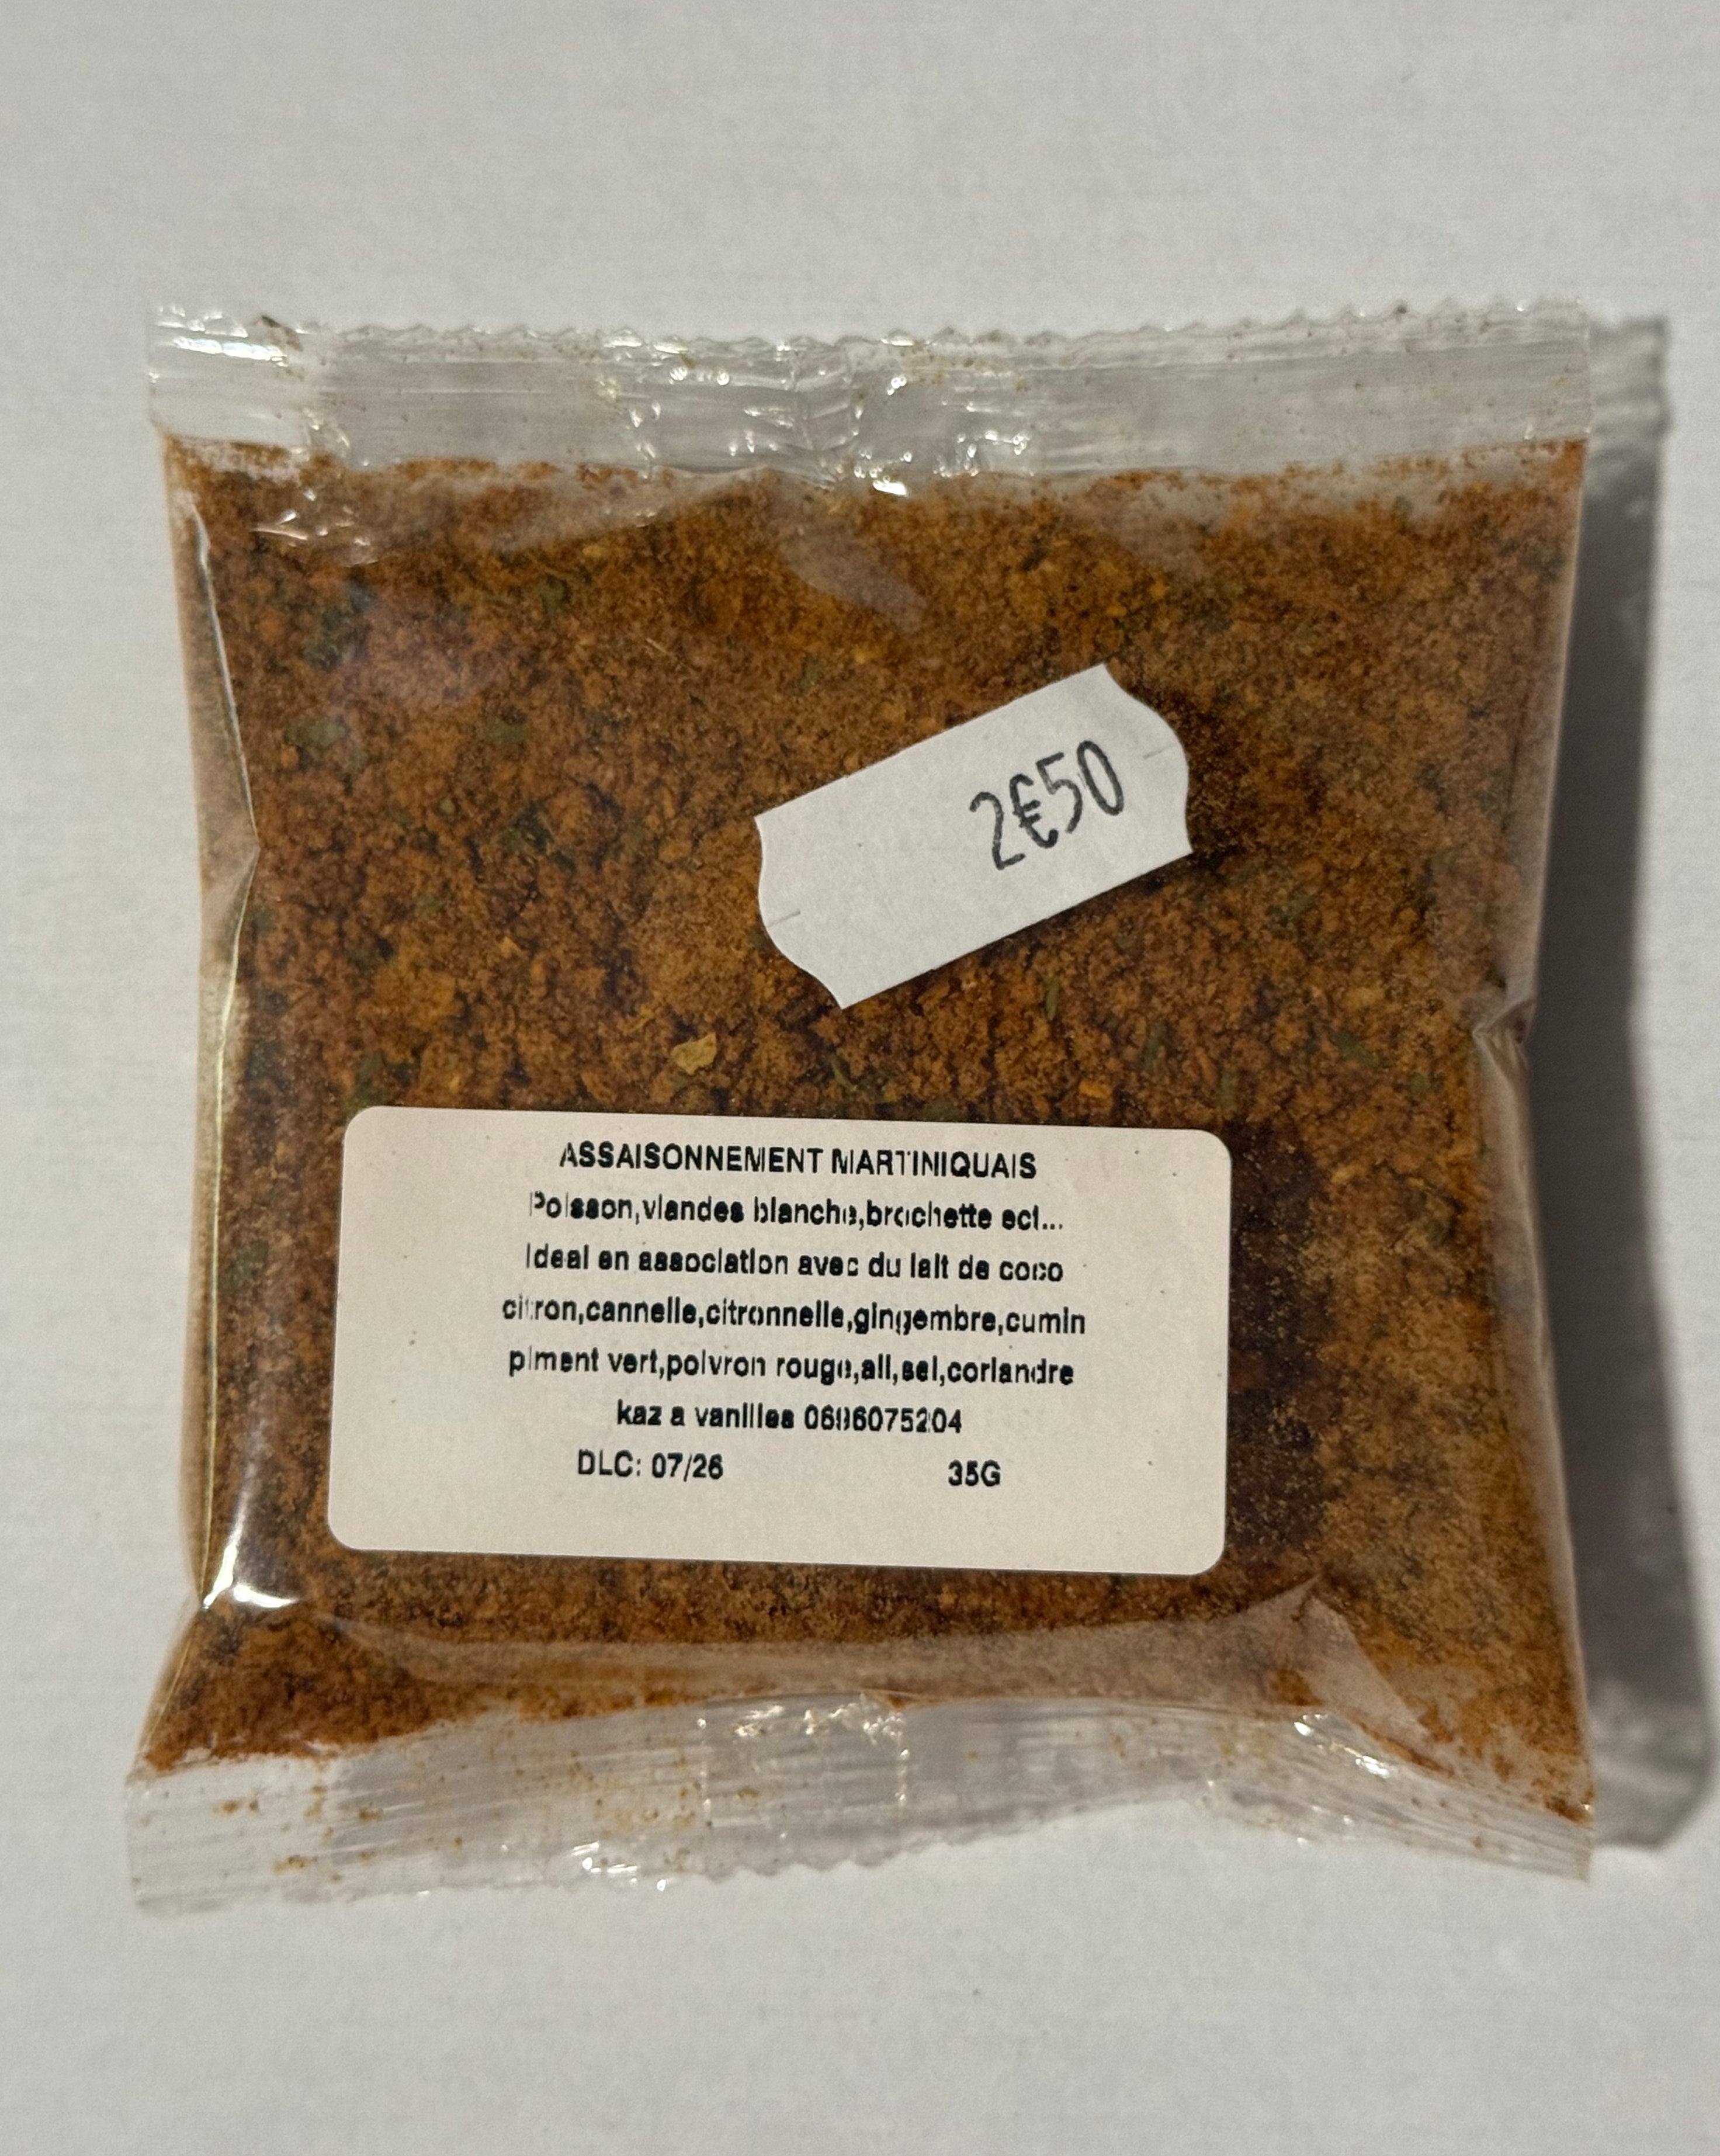 2€50
ASSAISONNEMENT MARTINIQUAIS
Poisson,viandes blanche,brochette ect...
Ideal en association avec du lait de coco
citron,cannelle,citronnelle,gingembre,cumin
piment vert,poivron rouge,ail,sel,coriandre
kaz a vanilles 0696075204
DLC: 07/26 35G